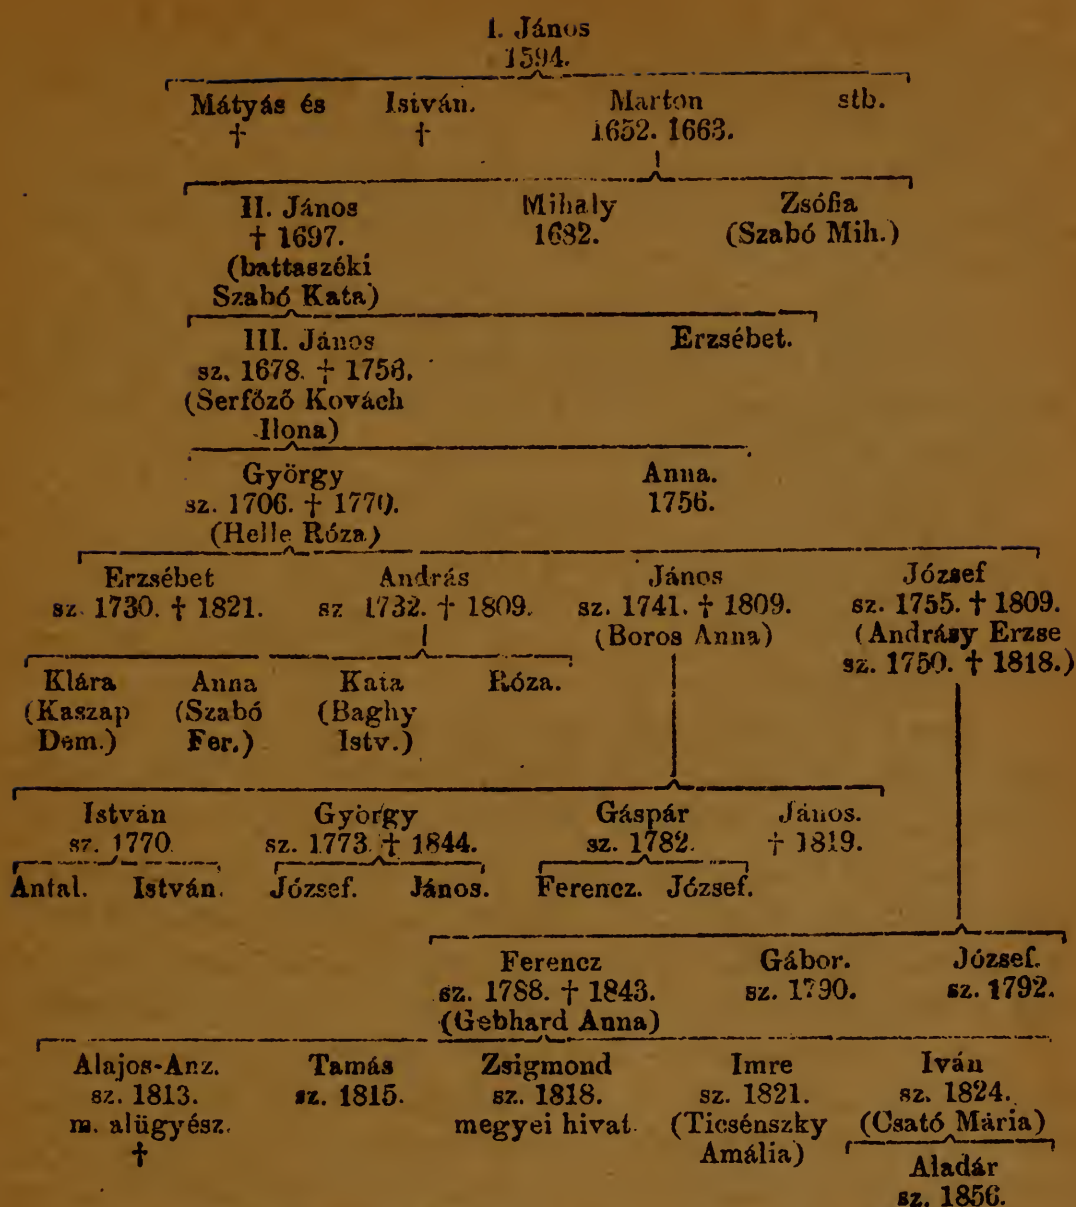 I. János
1594.
Mátyás és István. Marton stb.
† † 1652. 1663.
II. János Mihaly Zsófia
† 1697. 1682. (Szabó Mih.)
(battaszéki
Szabó Kata)
III. János Erzsébet.
sz. 1678. † 1758.
(Serfőző Kovách
Ilona)
György Anna.
sz. 1706. † 1770. 1756.
(Helle Róza)
Erzsébet András János József
sz. 1730. † 1821. sz 1732. † 1809. sz. 1741. † 1809. sz. 1755. † 1809.
(Boros Anna) (Andrásy Erzse
sz. 1750. † 1818.)
Klára Anna Kata Róza.
(Kaszap (Szabó (Baghy
Dem.) Fer.) Istv.)
István György Gáspár János.
sz. 1770. sz. 1773. † 1844. sz. 1782. † 1819.
Antal. István. József. János. Ferencz. József.
Ferencz Gábor. József.
sz. 1788. † 1843. sz. 1790. sz. 1792.
(Gebhard Anna)
Alajos-Anz. Tamás Zsigmond Imre Iván
sz. 1813. sz. 1815. sz. 1818. sz. 1821. sz. 1824.
m. alügyész. megyei hivat. (Ticsénszky (Csató Mária)
† Amália)
Aladár
sz. 1856.